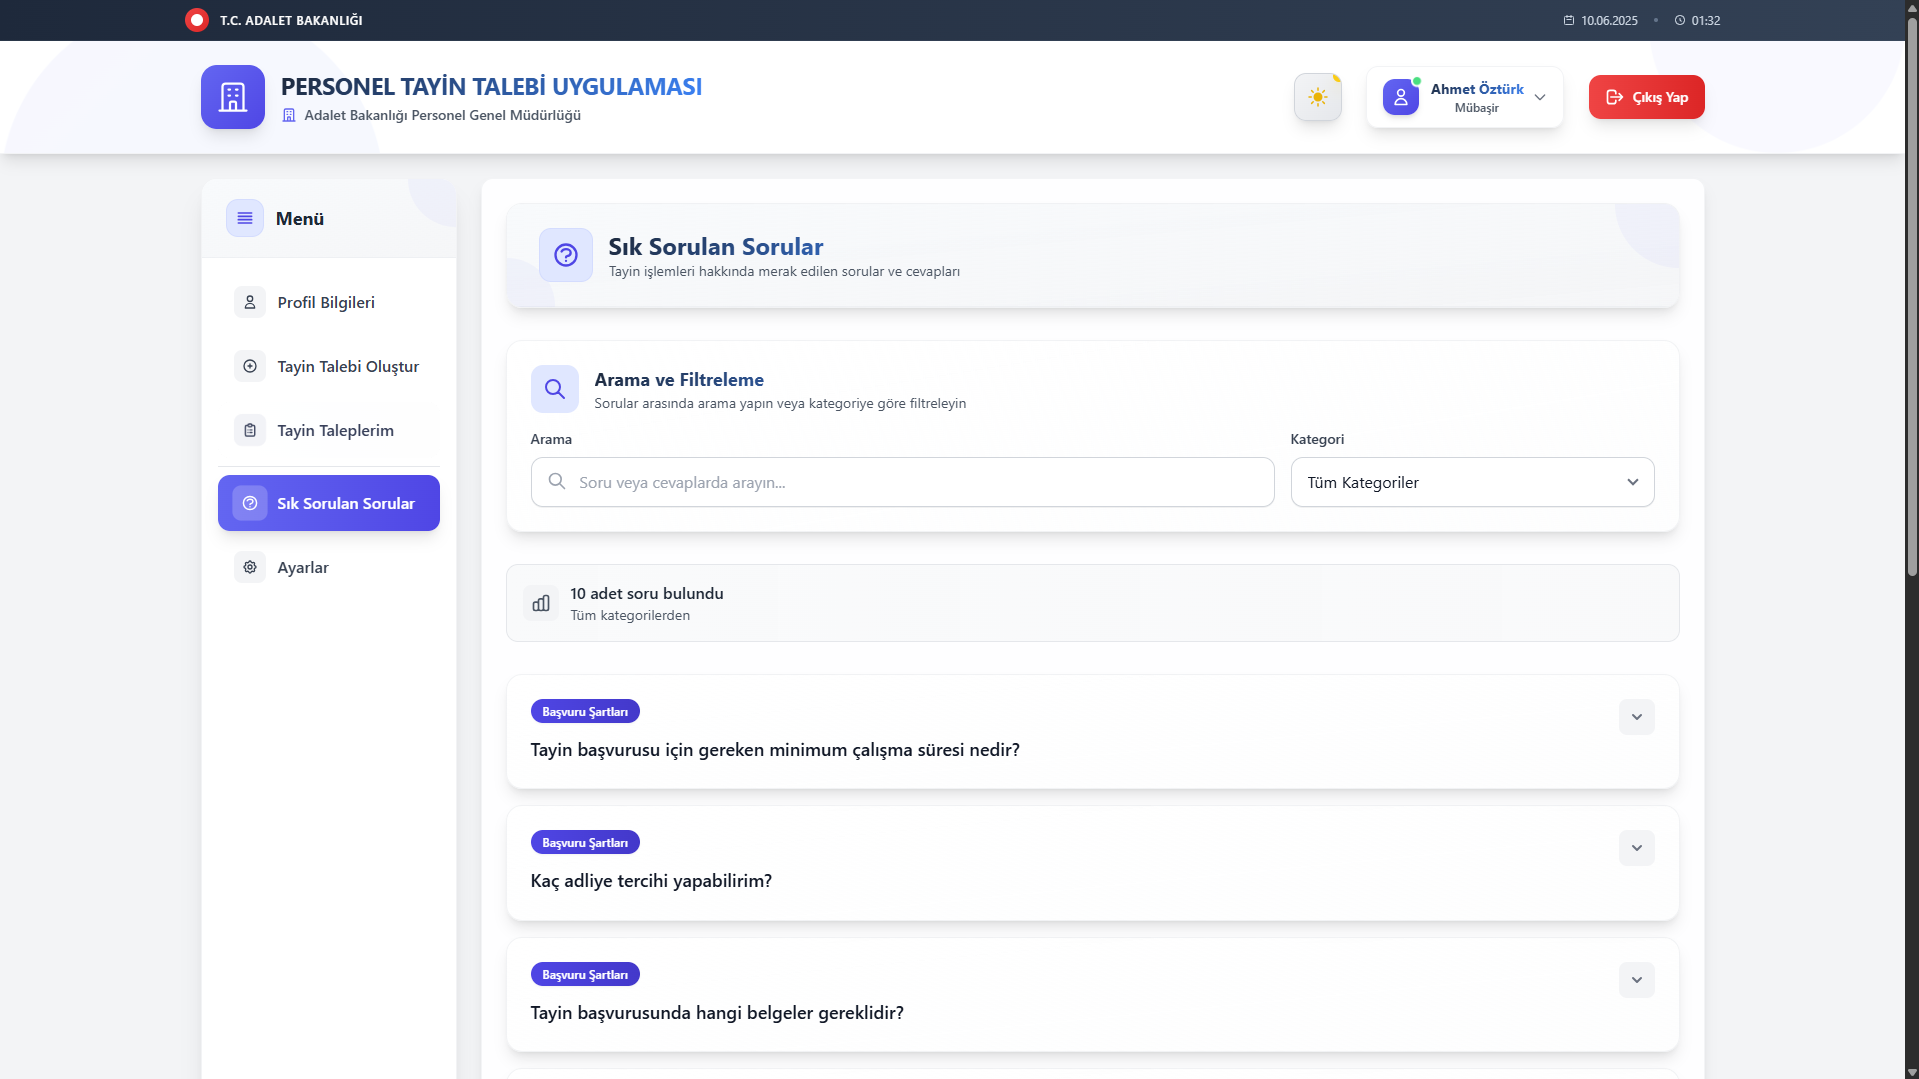 T.C. ADALET BAKANLIĞI
10.06.2025 • 01:32
PERSONEL TAYİN TALEBİ UYGULAMASI
Adalet Bakanlığı Personel Genel Müdürlüğü
Ahmet Öztürk
Mübaşir
Çıkış Yap
Menü
Profil Bilgileri
Tayin Talebi Oluştur
Tayin Taleplerim
Sık Sorulan Sorular
Ayarlar
Sık Sorulan Sorular
Tayin işlemleri hakkında merak edilen sorular ve cevapları
Arama ve Filtreleme
Sorular arasında arama yapın veya kategoriye göre filtreleyin
Arama
Kategori
Soru veya cevaplarda arayın...
Tüm Kategoriler
10 adet soru bulundu
Tüm kategorilerden
Başvuru Şartları
Tayin başvurusu için gereken minimum çalışma süresi nedir?
Başvuru Şartları
Kaç adliye tercihi yapabilirim?
Başvuru Şartları
Tayin başvurusunda hangi belgeler gereklidir?